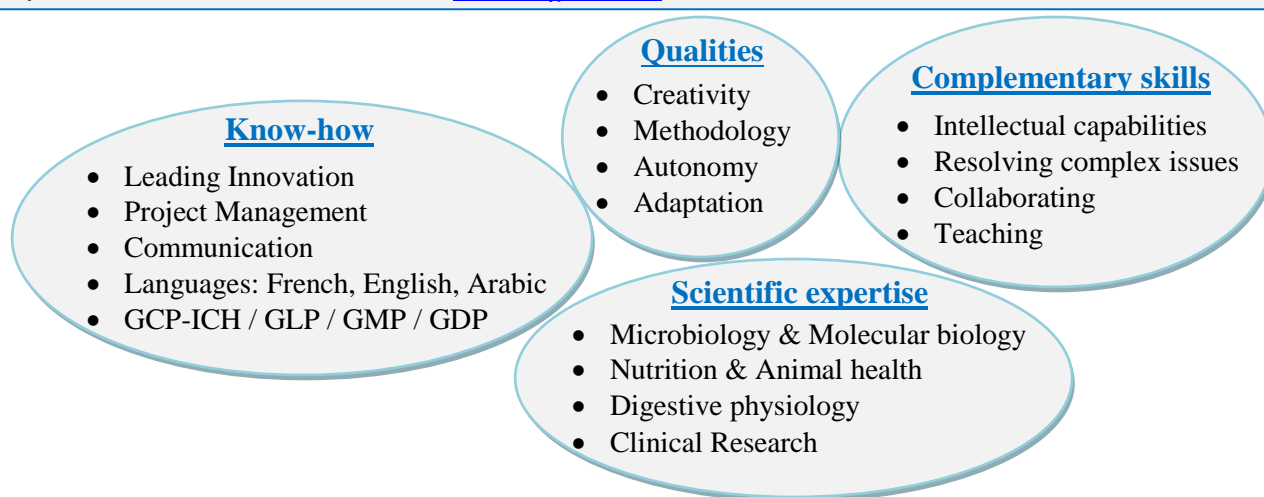 Know-how
• Leading Innovation
• Project Management
• Communication
• Languages: French, English, Arabic
• GCP-ICH / GLP / GMP / GDP
Qualities
• Creativity
• Methodology
• Autonomy
• Adaptation
Complementary skills
• Intellectual capabilities
• Resolving complex issues
• Collaborating
• Teaching
Scientific expertise
• Microbiology & Molecular biology
• Nutrition & Animal health
• Digestive physiology
• Clinical Research